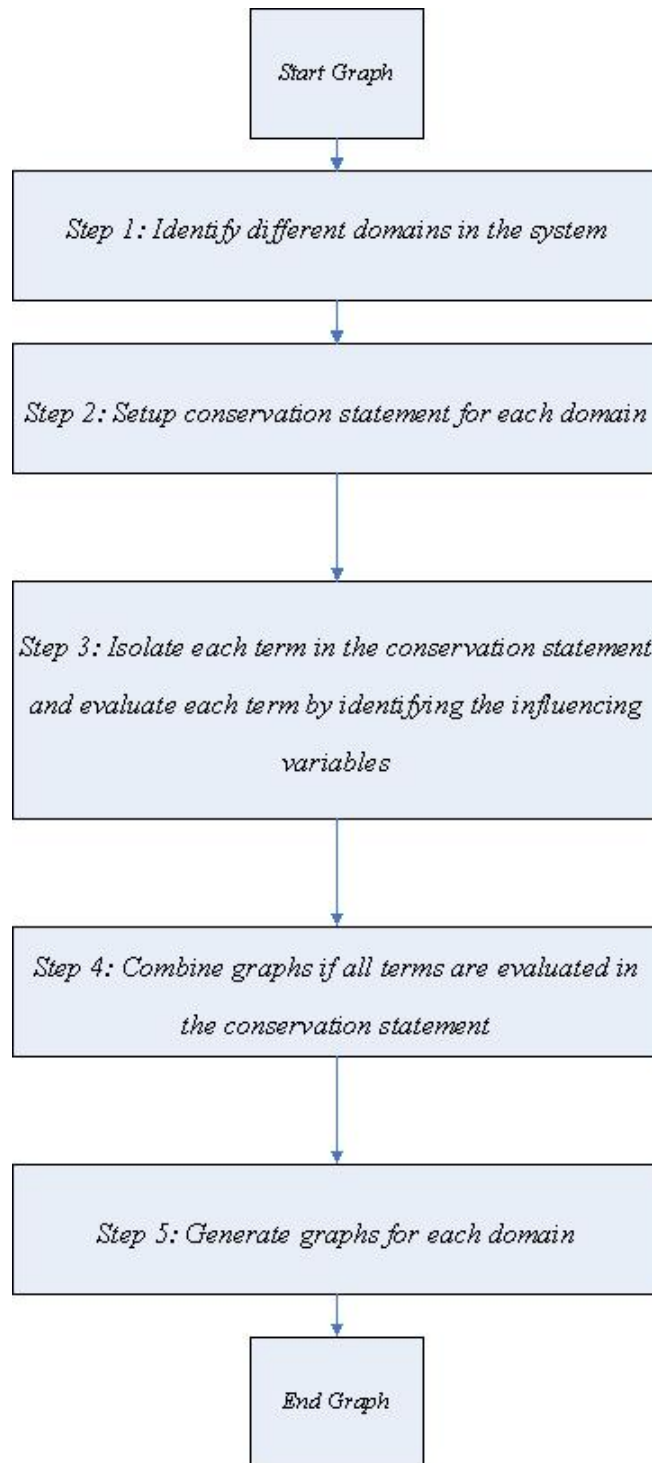 Start Graph
Step 1: Identify different domains in the system
Step 2: Setup conservation statement for each domain
Step 3: Isolate each term in the conservation statement
and evaluate each term by identifying the influencing
variables
Step 4: Combine graphs if all terms are evaluated in
the conservation statement
Step 5: Generate graphs for each domain
End Graph